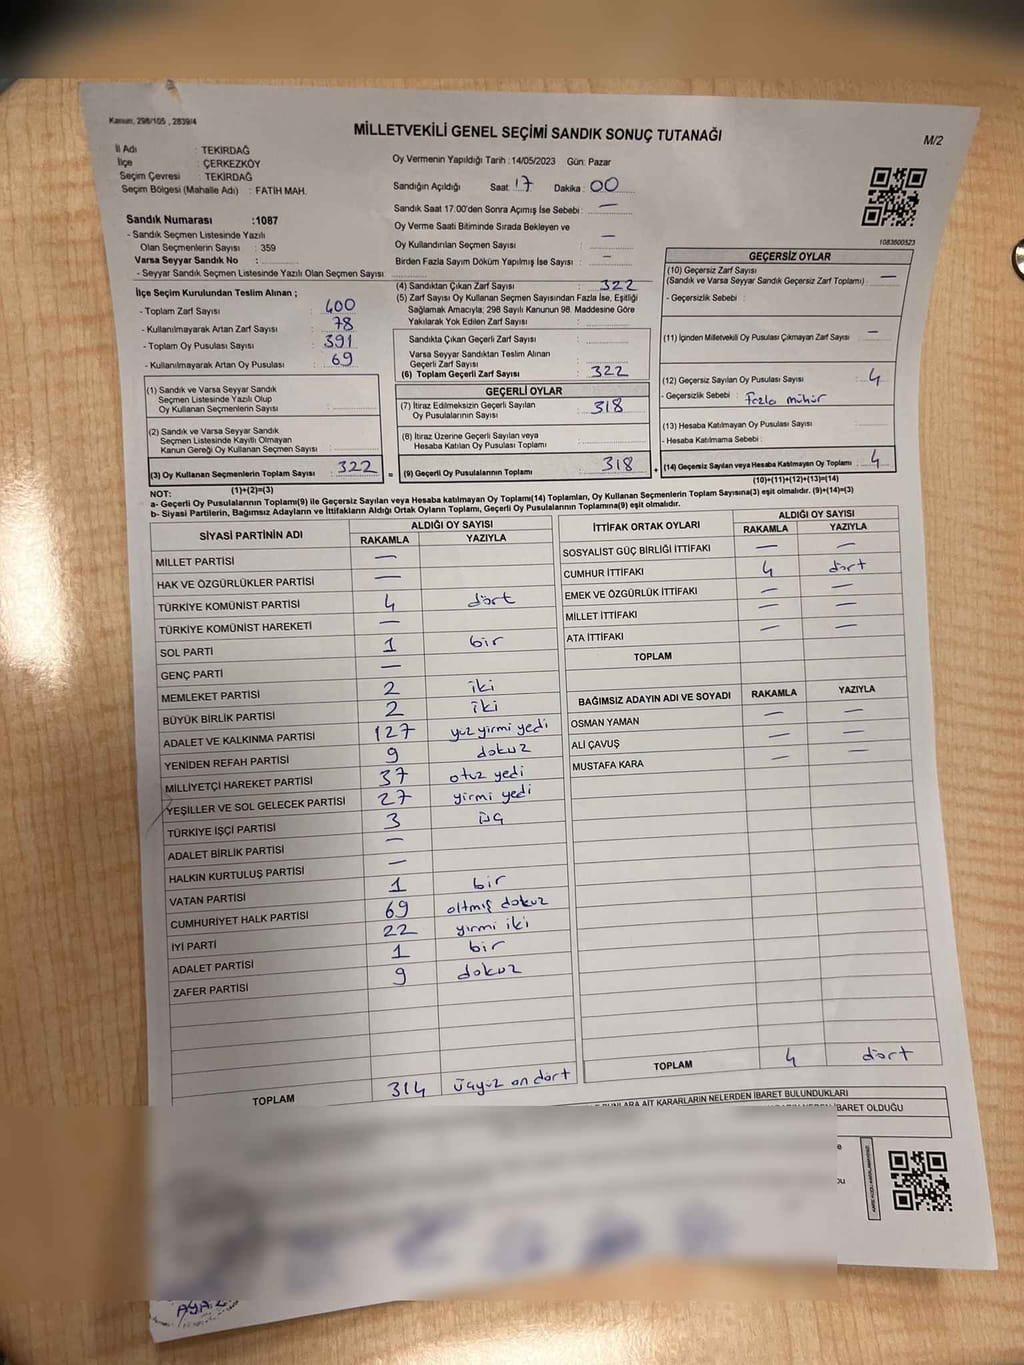 Kanun, 298/105 , 2839/4
MİLLETVEKİLİ GENEL SEÇİMİ SANDIK SONUÇ TUTANAĞI
M/2
İl Adı : TEKİRDAĞ
İlçe : ÇERKEZKÖY
Seçim Çevresi : TEKİRDAĞ
Seçim Bölgesi (Mahalle Adı) : FATİH MAH.
Sandık Numarası :1087
- Sandık Seçmen Listesinde Yazılı
Olan Seçmenlerin Sayısı : 359
Varsa Seyyar Sandık No :
- Seyyar Sandık Seçmen Listesinde Yazılı Olan Seçmen Sayısı
İlçe Seçim Kurulundan Teslim Alınan ;
- Toplam Zarf Sayısı : 400
- Kullanılmayarak Artan Zarf Sayısı : 78
- Toplam Oy Pusulası Sayısı : 391
- Kullanılmayarak Artan Oy Pusulası : 69
(1) Sandık ve Varsa Seyyar Sandık
Seçmen Listesinde Yazılı Olup
Oy Kullanan Seçmenlerin Sayısı :
(2) Sandık ve Varsa Seyyar Sandık
Seçmen Listesinde Kayıtlı Olmayan
Kanun Gereği Oy Kullanan Seçmen Sayısı :
(3) Oy Kullanan Seçmenlerin Toplam Sayısı : 322
(1)+(2)=(3)
Oy Vermenin Yapıldığı Tarih : 14/05/2023 Gün: Pazar
Sandığın Açıldığı Saat: 17 Dakika : 00
Sandık Saat 17.00'den Sonra Açımış İse Sebebi : —
Oy Verme Saati Bitiminde Sırada Bekleyen ve
Oy Kullandırılan Seçmen Sayısı : —
Birden Fazla Sayım Döküm Yapılmış İse Sayısı : —
(4) Sandıktan Çıkan Zarf Sayısı : 322
(5) Zarf Sayısı Oy Kullanan Seçmen Sayısından Fazla İse, Eşitliği
Sağlamak Amacıyla; 298 Sayılı Kanunun 98. Maddesine Göre
Yakılarak Yok Edilen Zarf Sayısı :
Sandıkta Çıkan Geçerli Zarf Sayısı :
Varsa Seyyar Sandıktan Teslim Alınan
Geçerli Zarf Sayısı :
(6) Toplam Geçerli Zarf Sayısı : 322
GEÇERLİ OYLAR
(7) İtiraz Edilmeksizin Geçerli Sayılan
Oy Pusulalarının Sayısı : 318
(8) İtiraz Üzerine Geçerli Sayılan veya
Hesaba Katılan Oy Pusulası Toplamı :
= (9) Geçerli Oy Pusulalarının Toplamı : 318
1083600523
GEÇERSİZ OYLAR
(10) Geçersiz Zarf Sayısı
(Sandık ve Varsa Seyyar Sandık Geçersiz Zarf Toplamı) : —
- Geçersizlik Sebebi :
(11) İçinden Milletvekili Oy Pusulası Çıkmayan Zarf Sayısı : —
(12) Geçersiz Sayılan Oy Pusulası Sayısı : 4
- Geçersizlik Sebebi : Fazla mühür
(13) Hesaba Katılmayan Oy Pusulası Sayısı :
- Hesaba Katılmama Sebebi :
+ (14) Geçersiz Sayılan veya Hesaba Katılmayan Oy Toplamı : 4
(10)+(11)+(12)+(13)=(14)
NOT:
a- Geçerli Oy Pusulalarının Toplamı(9) ile Geçersiz Sayılan veya Hesaba katılmayan Oy Toplamı(14) Toplamları, Oy Kullanan Seçmenlerin Toplam Sayısına(3) eşit olmalıdır. (9)+(14)=(3)
b- Siyasi Partilerin, Bağımsız Adayların ve İttifakların Aldığı Ortak Oyların Toplamı, Geçerli Oy Pusulalarının Toplamına(9) eşit olmalıdır.
SİYASİ PARTİNİN ADI
ALDIĞI OY SAYISI
RAKAMLA YAZIYLA
MİLLET PARTİSİ —
HAK VE ÖZGÜRLÜKLER PARTİSİ —
TÜRKİYE KOMÜNİST PARTİSİ 4 dört
TÜRKİYE KOMÜNİST HAREKETİ —
SOL PARTİ 1 bir
GENÇ PARTİ —
MEMLEKET PARTİSİ 2 iki
BÜYÜK BİRLİK PARTİSİ 2 iki
ADALET VE KALKINMA PARTİSİ 127 yuz yirmi yedi
YENİDEN REFAH PARTİSİ 9 dokuz
MİLLİYETÇİ HAREKET PARTİSİ 37 otuz yedi
YEŞİLLER VE SOL GELECEK PARTİSİ 27 yirmi yedi
TÜRKİYE İŞÇİ PARTİSİ 3 üç
ADALET BİRLİK PARTİSİ —
HALKIN KURTULUŞ PARTİSİ —
VATAN PARTİSİ 1 bir
CUMHURİYET HALK PARTİSİ 69 altmış dokuz
İYİ PARTİ 22 yirmi iki
ADALET PARTİSİ 1 bir
ZAFER PARTİSİ 9 dokuz
TOPLAM 314 üçyüz on dört
İTTİFAK ORTAK OYLARI
ALDIĞI OY SAYISI
RAKAMLA YAZIYLA
SOSYALİST GÜÇ BİRLİĞİ İTTİFAKI — —
CUMHUR İTTİFAKI 4 dört
EMEK VE ÖZGÜRLÜK İTTİFAKI — —
MİLLET İTTİFAKI — —
ATA İTTİFAKI — —
TOPLAM
BAĞIMSIZ ADAYIN ADI VE SOYADI RAKAMLA YAZIYLA
OSMAN YAMAN — —
ALİ ÇAVUŞ — —
MUSTAFA KARA — —
TOPLAM 4 dört
BUNLARA AİT KARARLARIN NELERDEN İBARET BULUNDUKLARI
İBARET OLDUĞU